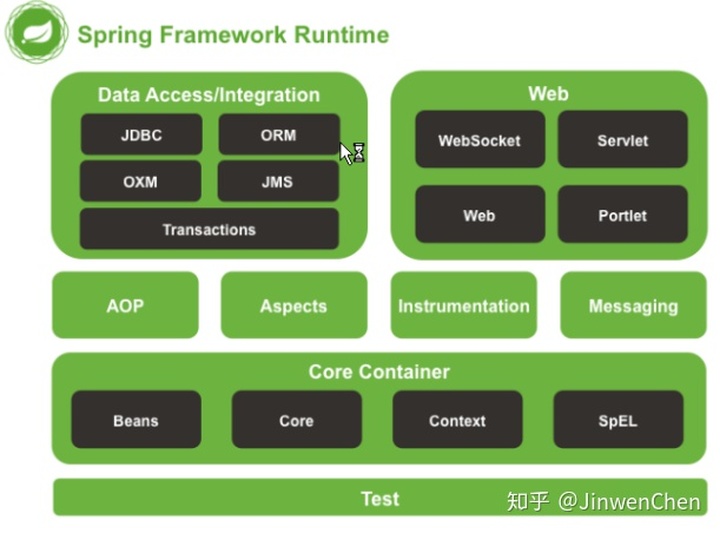 Spring Framework Runtime
Data Access/Integration
JDBC
ORM
OXM
JMS
Transactions
Web
WebSocket
Servlet
Web
Portlet
AOP
Aspects
Instrumentation
Messaging
Core Container
Beans
Core
Context
SpEL
Test
知乎 @JinwenChen